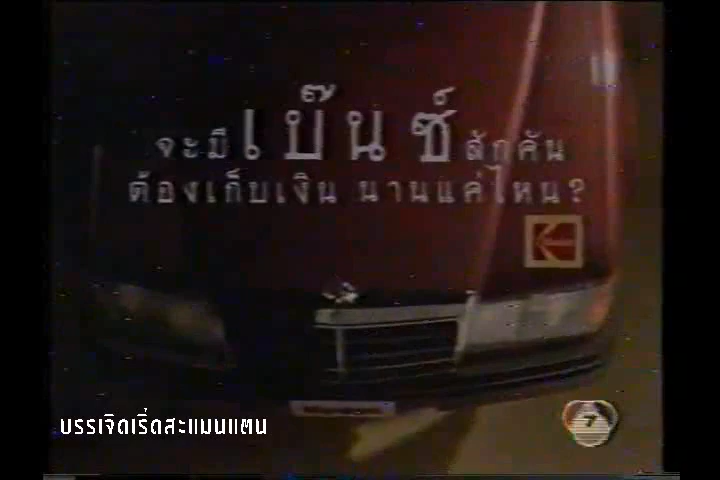 จะมีเบ๊นซ์สักคัน
ต้องเก็บเงิน นานแค่ไหน?
7
บรรเจิดเริ่ดสะแมนแตน